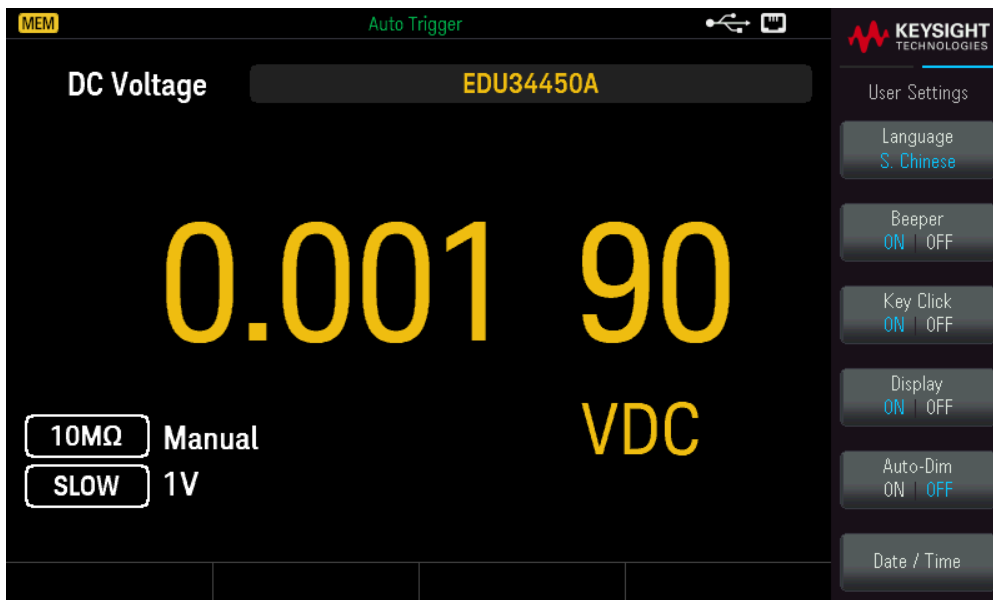 MEM
Auto Trigger
KEYSIGHT
TECHNOLOGIES
DC Voltage
EDU34450A
User Settings
Language
S. Chinese
Beeper
ON | OFF
0.001 90
Key Click
ON | OFF
Display
ON | OFF
VDC
10MΩ Manual
SLOW 1V
Auto-Dim
ON | OFF
Date / Time